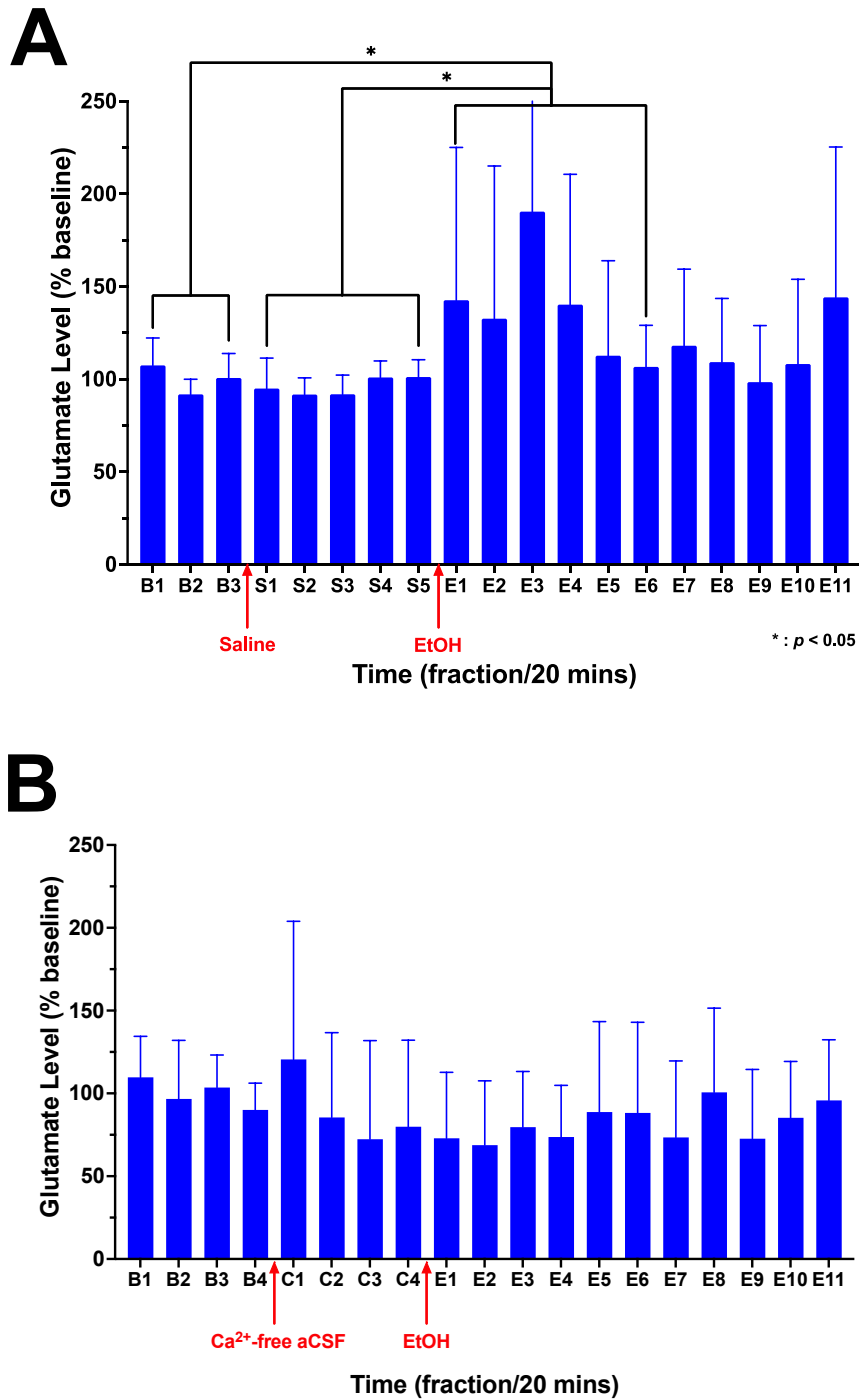 A
*
*
250
200
150
100
50
0
Glutamate Level (% baseline)
B1 B2 B3 S1 S2 S3 S4 S5 E1 E2 E3 E4 E5 E6 E7 E8 E9 E10 E11
Saline EtOH
* : p < 0.05
Time (fraction/20 mins)
B
250
200
150
100
50
0
Glutamate Level (% baseline)
B1 B2 B3 B4 C1 C2 C3 C4 E1 E2 E3 E4 E5 E6 E7 E8 E9 E10 E11
Ca²⁺-free aCSF EtOH
Time (fraction/20 mins)